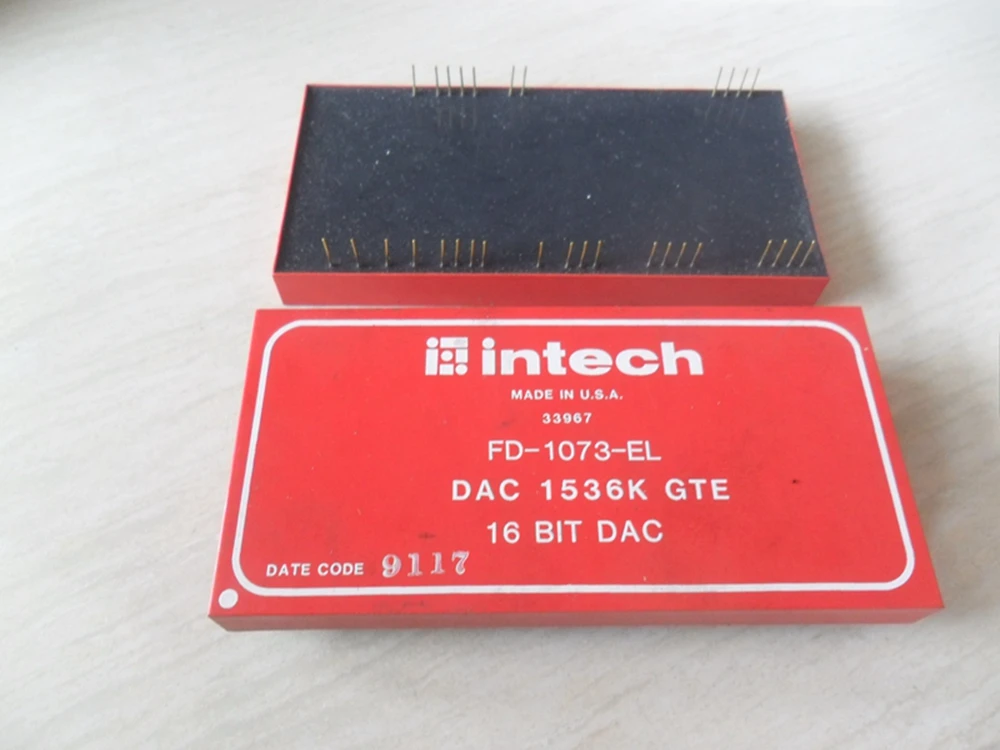 intech
MADE IN U.S.A.
33967
FD-1073-EL
DAC 1536K GTE
16 BIT DAC
DATE CODE 9117